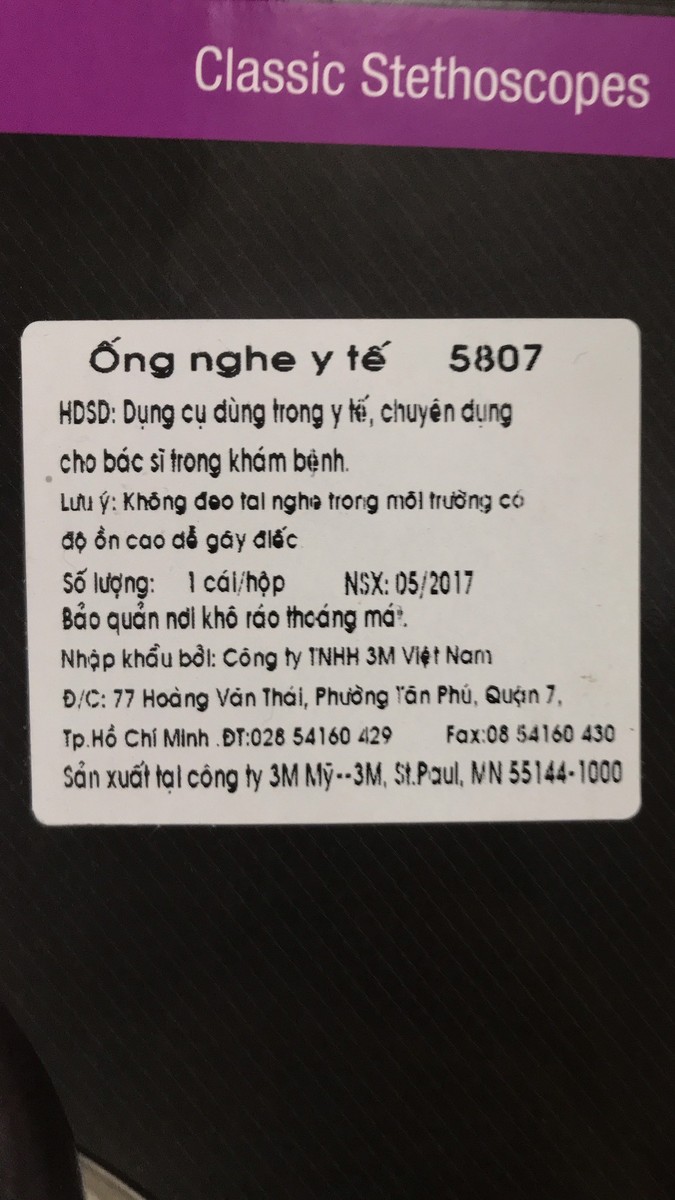 Classic Stethoscopes
Ống nghe y tế 5807
HDSD: Dụng cụ dùng trong y tế, chuyên dụng
cho bác sĩ trong khám bệnh.
Lưu ý: Không đeo tai nghe trong môi trường có
độ ồn cao dễ gây điếc
Số lượng: 1 cái/hộp NSX: 05/2017
Bảo quản nơi khô ráo thoáng mát.
Nhập khẩu bởi: Công ty TNHH 3M Việt Nam
Đ/C: 77 Hoàng Văn Thái, Phường Tân Phú, Quận 7,
Tp.Hồ Chí Minh .ĐT:028 54160 429 Fax:08 54160 430
Sản xuất tại công ty 3M Mỹ--3M, St.Paul, MN 55144-1000